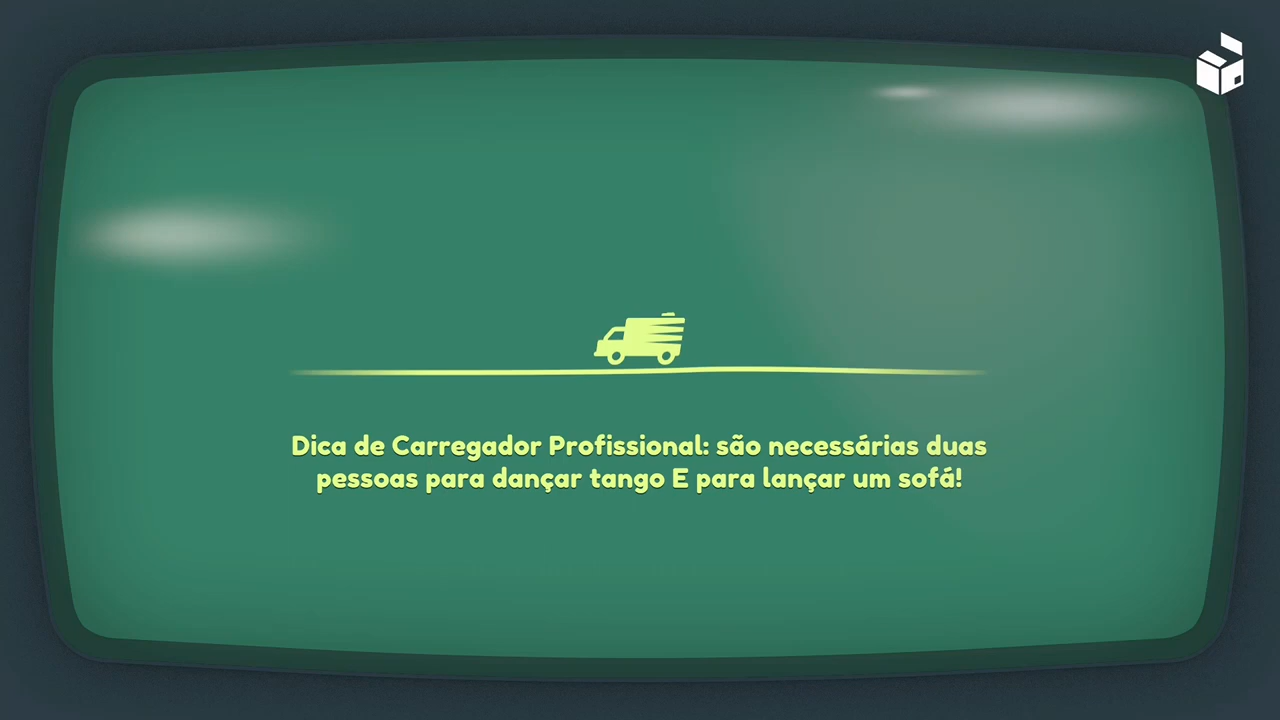 Dica de Carregador Profissional: são necessárias duas
pessoas para dançar tango E para lançar um sofá!